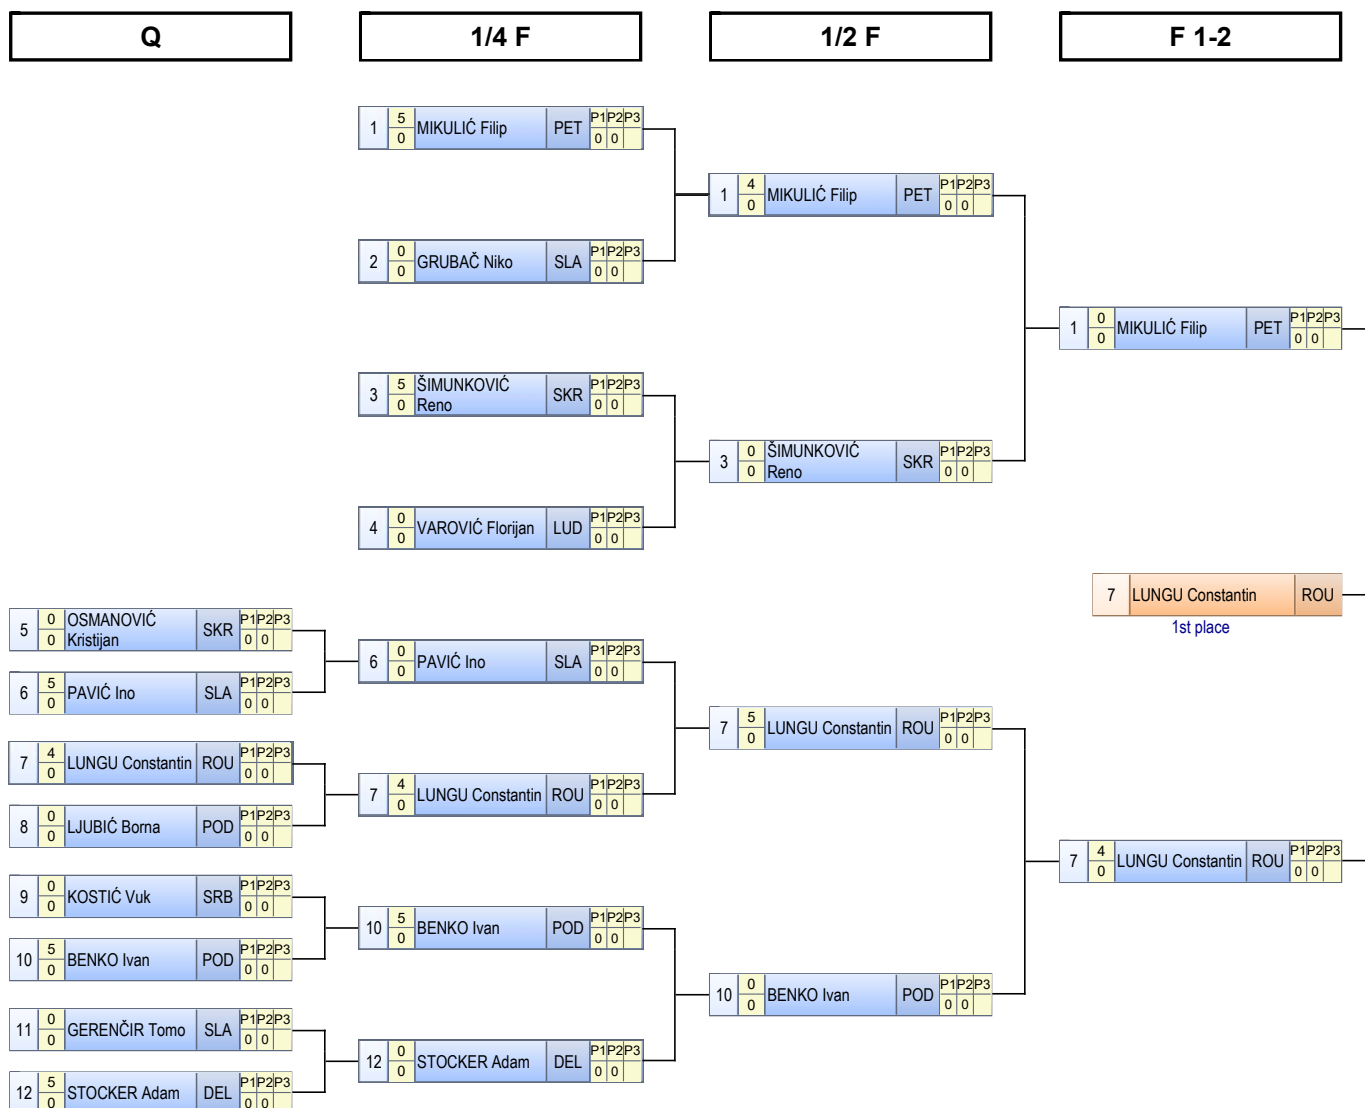 Q 1/4 F 1/2 F F 1-2
1 5 0 MIKULIĆ Filip PET P1 P2 P3 0 0
1 4 0 MIKULIĆ Filip PET P1 P2 P3 0 0
2 0 0 GRUBAČ Niko SLA P1 P2 P3 0 0
1 0 0 MIKULIĆ Filip PET P1 P2 P3 0 0
3 5 0 ŠIMUNKOVIĆ Reno SKR P1 P2 P3 0 0
3 0 0 ŠIMUNKOVIĆ Reno SKR P1 P2 P3 0 0
4 0 0 VAROVIĆ Florijan LUD P1 P2 P3 0 0
7 LUNGU Constantin ROU
1st place
5 0 0 OSMANOVIĆ Kristijan SKR P1 P2 P3 0 0
6 0 0 PAVIĆ Ino SLA P1 P2 P3 0 0
6 5 0 PAVIĆ Ino SLA P1 P2 P3 0 0
7 5 0 LUNGU Constantin ROU P1 P2 P3 0 0
7 4 0 LUNGU Constantin ROU P1 P2 P3 0 0
7 4 0 LUNGU Constantin ROU P1 P2 P3 0 0
8 0 0 LJUBIĆ Borna POD P1 P2 P3 0 0
7 4 0 LUNGU Constantin ROU P1 P2 P3 0 0
9 0 0 KOSTIĆ Vuk SRB P1 P2 P3 0 0
10 5 0 BENKO Ivan POD P1 P2 P3 0 0
10 5 0 BENKO Ivan POD P1 P2 P3 0 0
10 0 0 BENKO Ivan POD P1 P2 P3 0 0
11 0 0 GERENČIR Tomo SLA P1 P2 P3 0 0
12 0 0 STOCKER Adam DEL P1 P2 P3 0 0
12 5 0 STOCKER Adam DEL P1 P2 P3 0 0